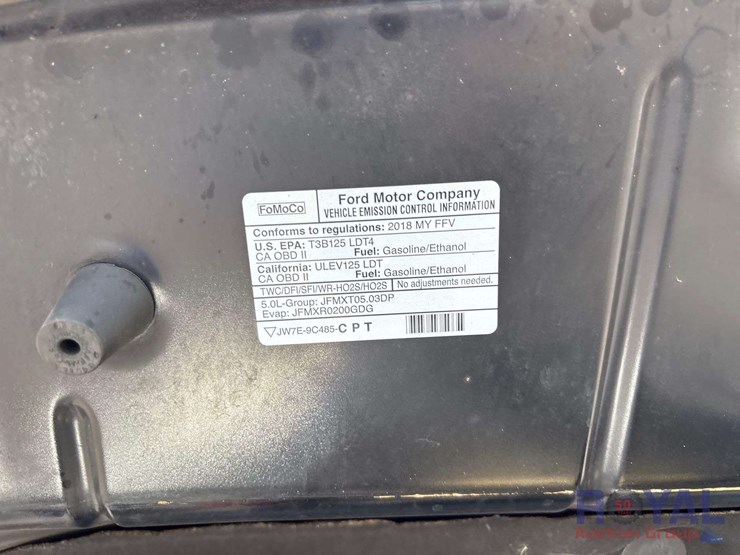 FoMoCo
Ford Motor Company
VEHICLE EMISSION CONTROL INFORMATION
Conforms to regulations: 2018 MY FFV
U.S. EPA: T3B125 LDT4
CA OBD II Fuel: Gasoline/Ethanol
California: ULEV125 LDT
CA OBD II Fuel: Gasoline/Ethanol
TWC/DFI/SFI/WR-HO2S/HO2S No adjustments needed.
5.0L-Group: JFMXT05.03DP
Evap: JFMXR0200GDG
JW7E-9C485-C P T
ROYAL
Auction Group